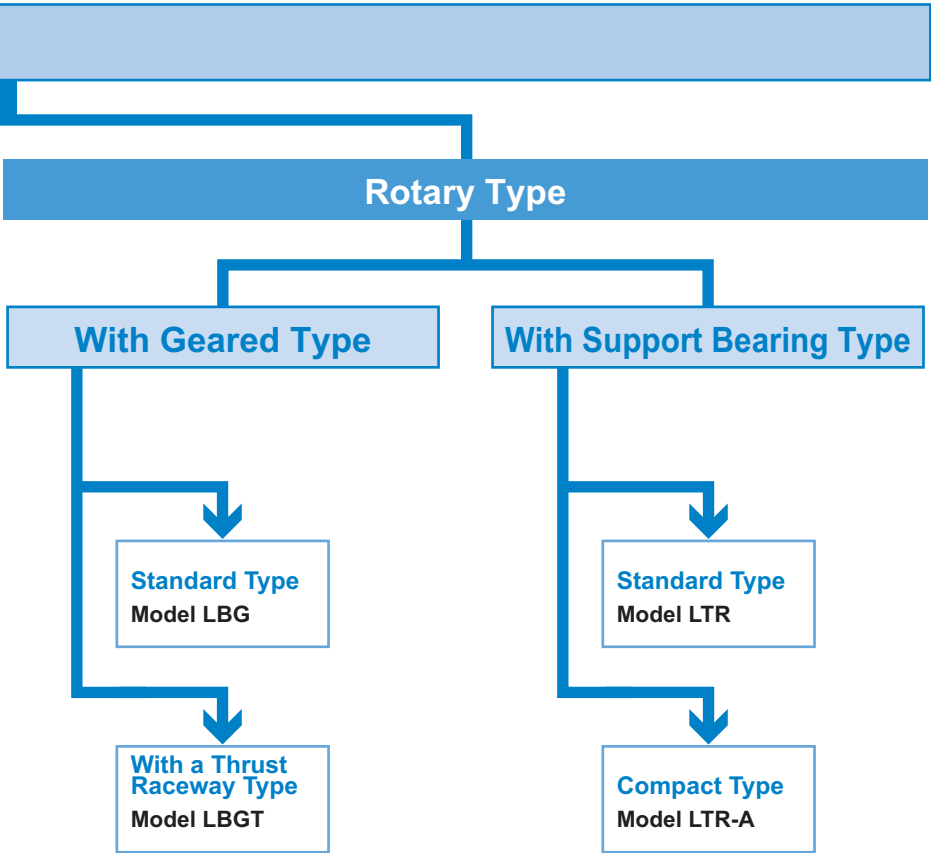 Rotary Type
With Geared Type
With Support Bearing Type
Standard Type
Model LBG
Standard Type
Model LTR
With a Thrust
Raceway Type
Model LBGT
Compact Type
Model LTR-A